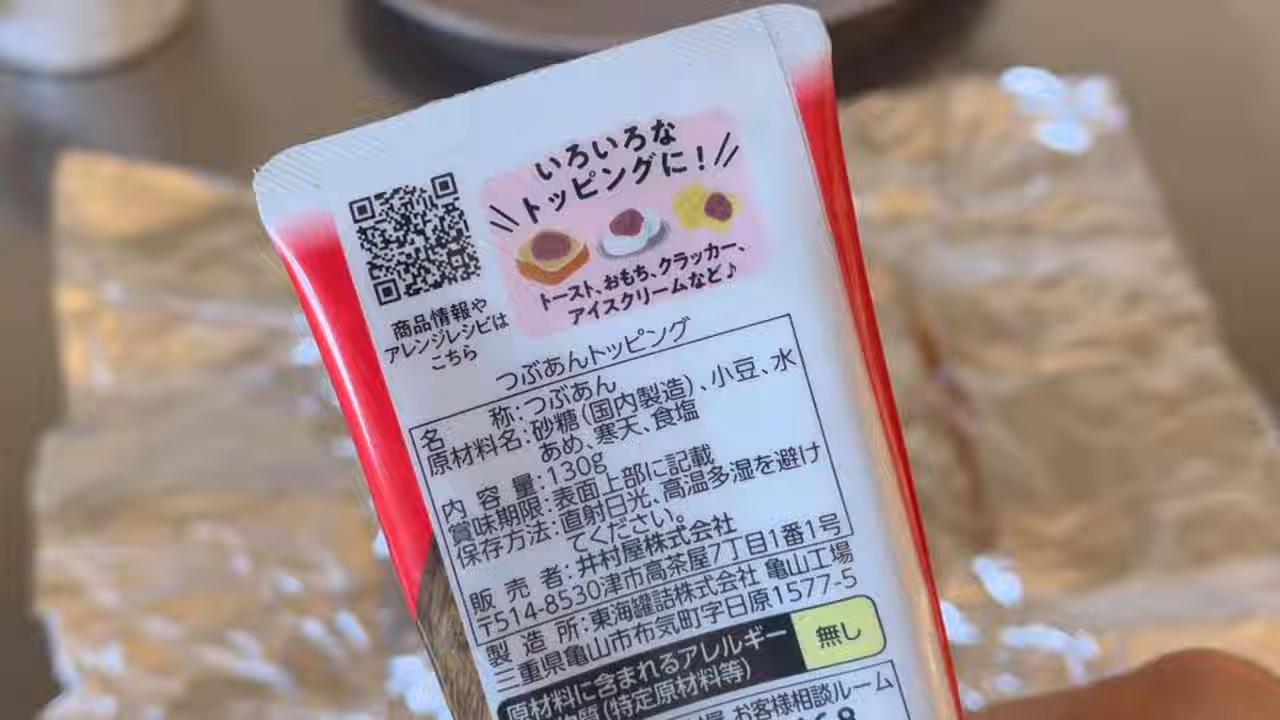 いろいろな
トッピングに!
トースト、おもち、クラッカー、
アイスクリームなど♪
商品情報や
アレンジレシピは
こちら
つぶあんトッピング
名称:つぶあん
原材料名:砂糖(国内製造)、小豆、水
あめ、寒天、食塩
内容量:130g
賞味期限:表面上部に記載
保存方法:直射日光、高温多湿を避け
てください。
販売者:井村屋株式会社
〒514-8530津市高茶屋7丁目1番1号
製造所:東海罐詰株式会社 亀山工場
三重県亀山市布気町字日原1577-5
原材料に含まれるアレルギー
物質(特定原材料等)
無し
お客様相談ルーム